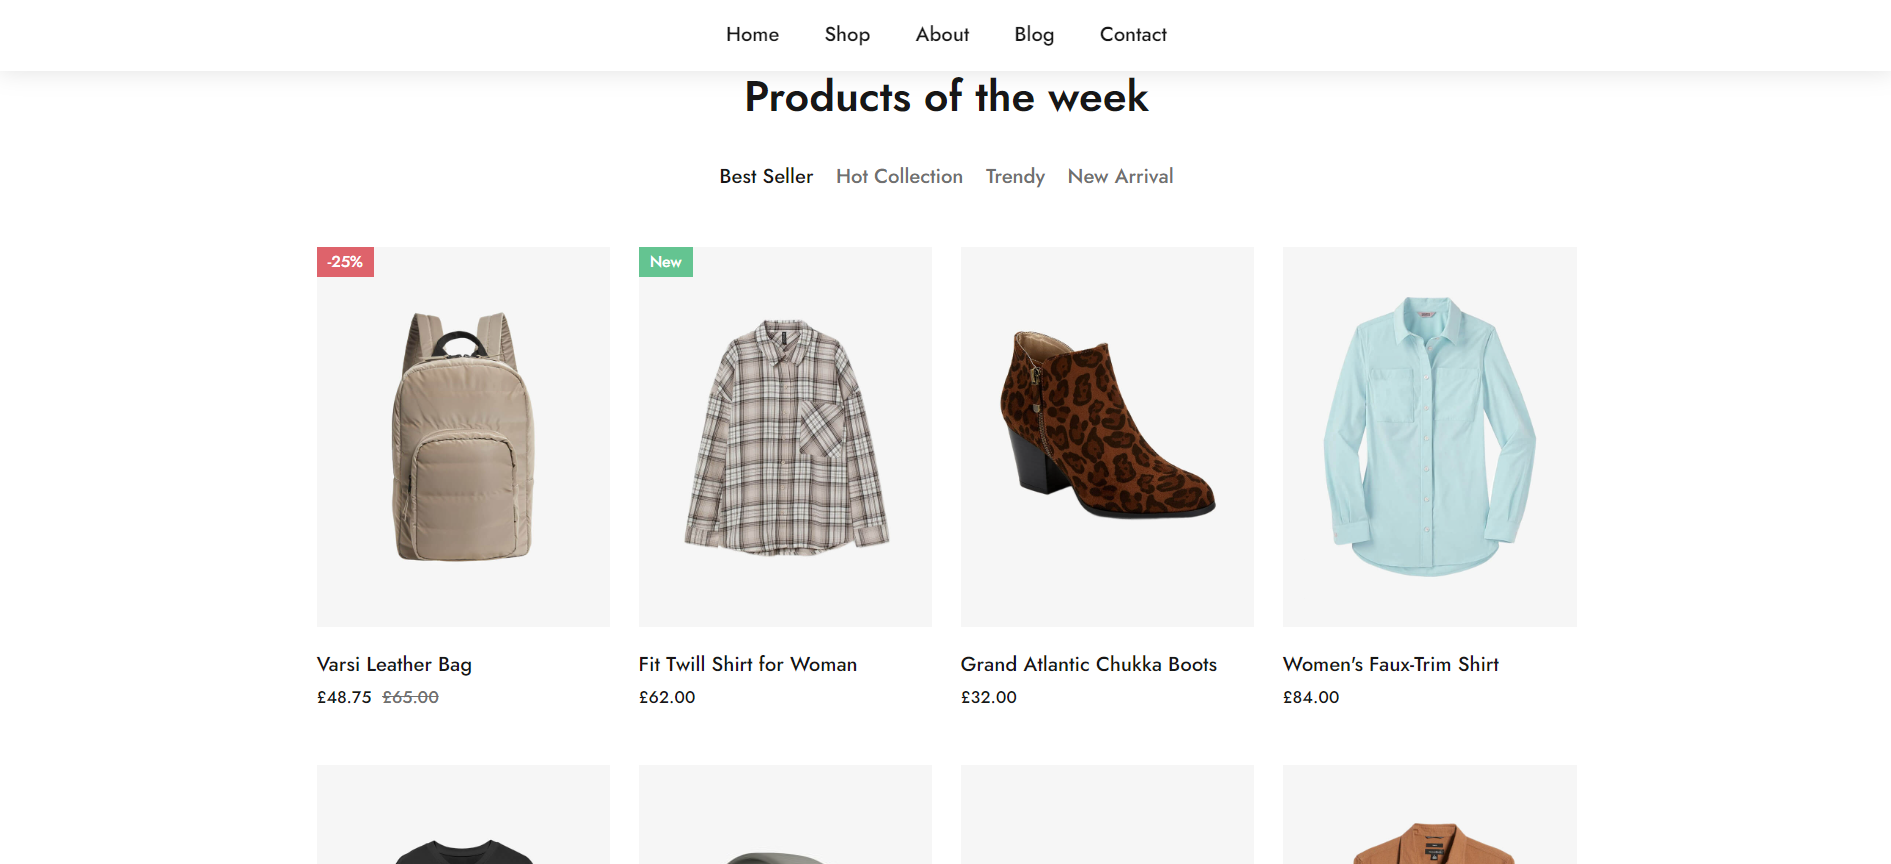 Home Shop About Blog Contact
Products of the week
Best Seller Hot Collection Trendy New Arrival
-25%
New
Varsi Leather Bag
£48.75 £65.00
Fit Twill Shirt for Woman
£62.00
Grand Atlantic Chukka Boots
£32.00
Women's Faux-Trim Shirt
£84.00